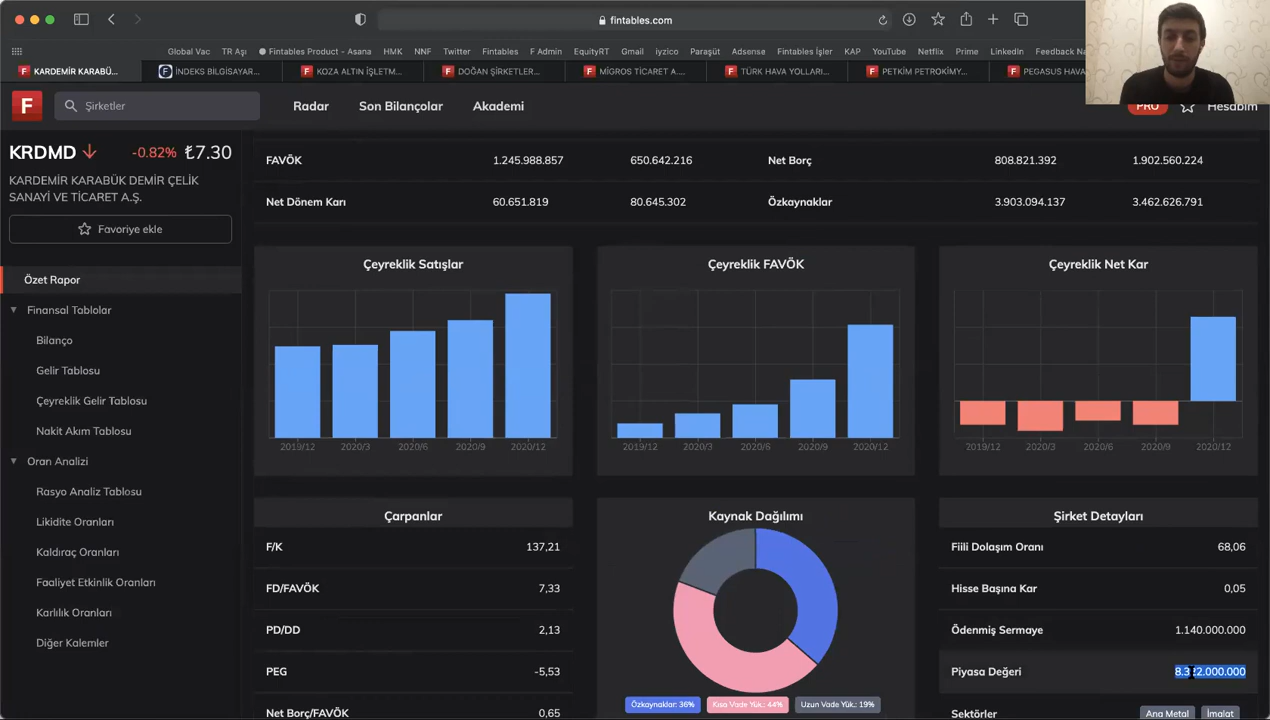 fintables.com
Global Vac TR Aşı Fintables Product - Asana HMK NNF Twitter Fintables F Admin EquityRT Gmail iyzico Paraşüt Adsense Fintables İşler KAP YouTube Netflix Prime LinkedIn Feedback Na
KARDEMİR KARABÜ... İNDEKS BİLGİSAYAR... KOZA ALTIN İŞLETM... DOĞAN ŞİRKETLER... MİGROS TİCARET A.... TÜRK HAVA YOLLARI... PETKİM PETROKİMY... PEGASUS HAVA
F Şirketler Radar Son Bilançolar Akademi PRO Hesabım
KRDMD -0.82% ₺7.30
KARDEMİR KARABÜK DEMİR ÇELİK
SANAYİ VE TİCARET A.Ş.
Favoriye ekle
Özet Rapor
Finansal Tablolar
Bilanço
Gelir Tablosu
Çeyreklik Gelir Tablosu
Nakit Akım Tablosu
Oran Analizi
Rasyo Analiz Tablosu
Likidite Oranları
Kaldıraç Oranları
Faaliyet Etkinlik Oranları
Karlılık Oranları
Diğer Kalemler
FAVÖK 1.245.988.857 650.642.216 Net Borç 808.821.392 1.902.560.224
Net Dönem Karı 60.651.819 80.645.302 Özkaynaklar 3.903.094.137 3.462.626.791
Çeyreklik Satışlar
2019/12 2020/3 2020/6 2020/9 2020/12
Çeyreklik FAVÖK
2019/12 2020/3 2020/6 2020/9 2020/12
Çeyreklik Net Kar
2019/12 2020/3 2020/6 2020/9 2020/12
Çarpanlar
F/K 137,21
FD/FAVÖK 7,33
PD/DD 2,13
PEG -5,53
Net Borç/FAVÖK 0,65
Kaynak Dağılımı
Özkaynaklar: 36% Kısa Vade Yük.: 44% Uzun Vade Yük.: 19%
Şirket Detayları
Fiili Dolaşım Oranı 68,06
Hisse Başına Kar 0,05
Ödenmiş Sermaye 1.140.000.000
Piyasa Değeri 8.322.000.000
Sektörler Ana Metal İmalat